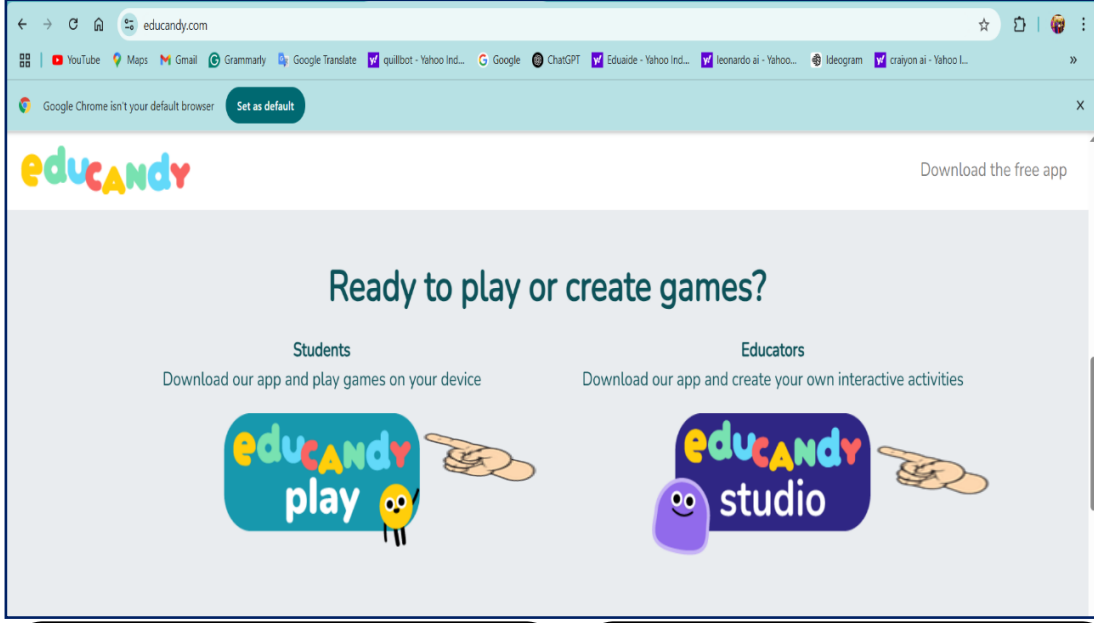 educandy.com
YouTube Maps Gmail Grammarly Google Translate quillbot - Yahoo Ind... Google ChatGPT Eduaide - Yahoo Ind... leonardo ai - Yahoo... Ideogram craiyon ai - Yahoo I...
Google Chrome isn't your default browser Set as default
educandy Download the free app
Ready to play or create games?
Students
Download our app and play games on your device
educandy
play
Educators
Download our app and create your own interactive activities
educandy
studio